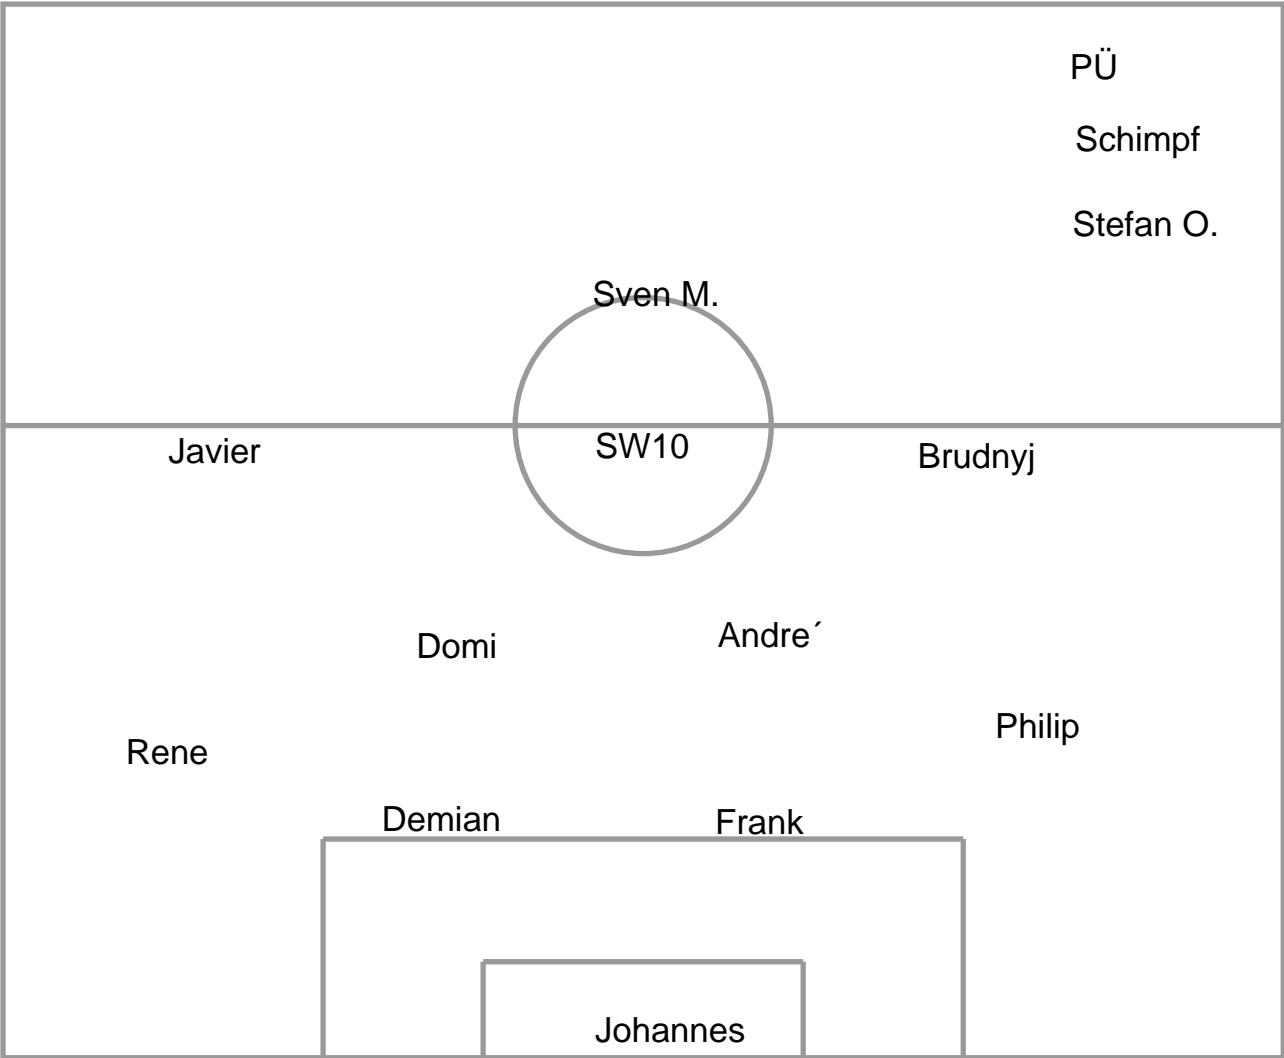 PÜ
Schimpf
Stefan O.
Sven M.
Javier
SW10
Brudnyj
Domi
Andre´
Rene
Philip
Demian
Frank
Johannes